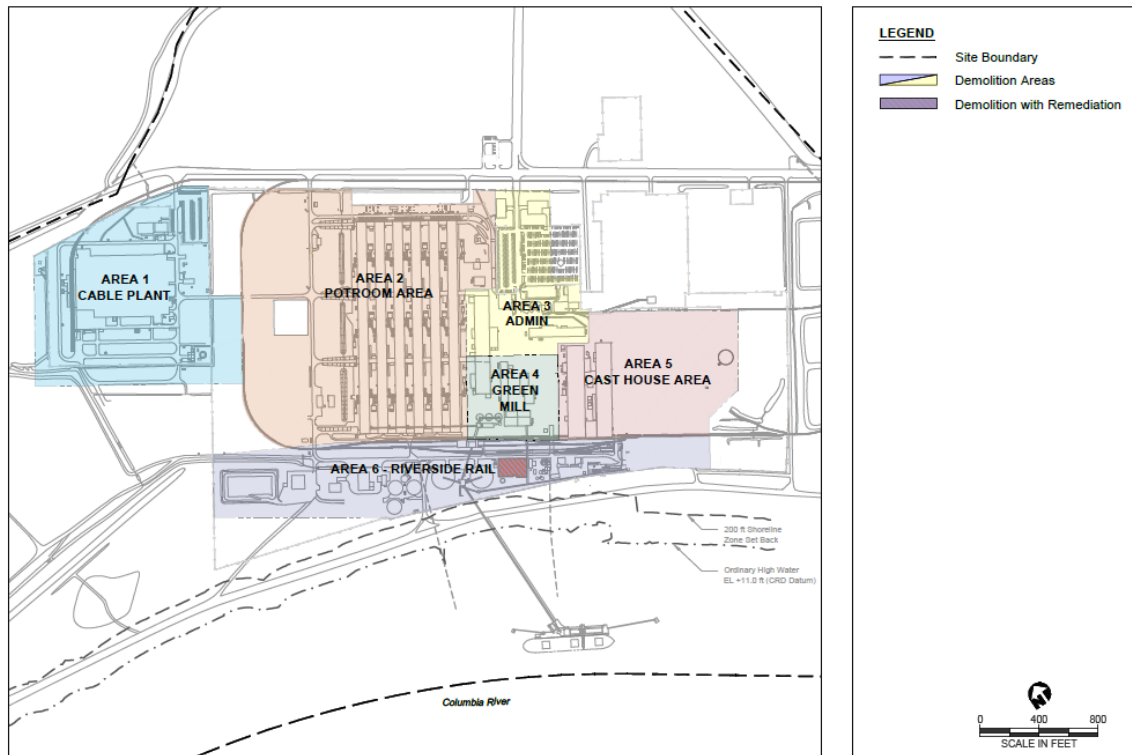 AREA 1
CABLE PLANT
AREA 2
POTROOM AREA
AREA 3
ADMIN
AREA 4
GREEN
MILL
AREA 5
CAST HOUSE AREA
AREA 6 - RIVERSIDE RAIL
200 ft Shoreline
Zone Set Back
Ordinary High Water
EL +11.0 ft (CRD Datum)
Columbia River
LEGEND
Site Boundary
Demolition Areas
Demolition with Remediation
N
0 400 800
SCALE IN FEET